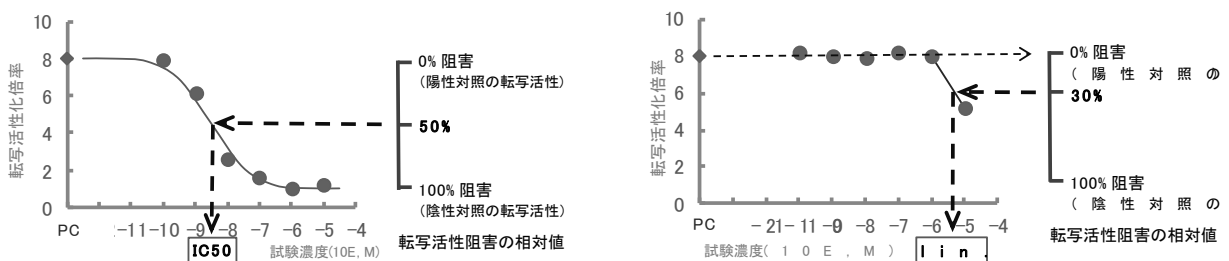 10
8
6
4
2
0
転写活性化倍率
PC
-11 -10 -9 -8 -7 -6 -5 -4
IC50
試験濃度(10E, M)
0% 阻害
(陽性対照の転写活性)
50%
100% 阻害
(陰性対照の転写活性)
転写活性阻害の相対値
10
8
6
4
2
0
転写活性化倍率
PC
-21 -11 -9 -8 -7 -6 -5 -4
試験濃度(10E, M)
lin.
0% 阻害
(陽性対照の
30%
100% 阻害
(陰性対照の
転写活性阻害の相対値